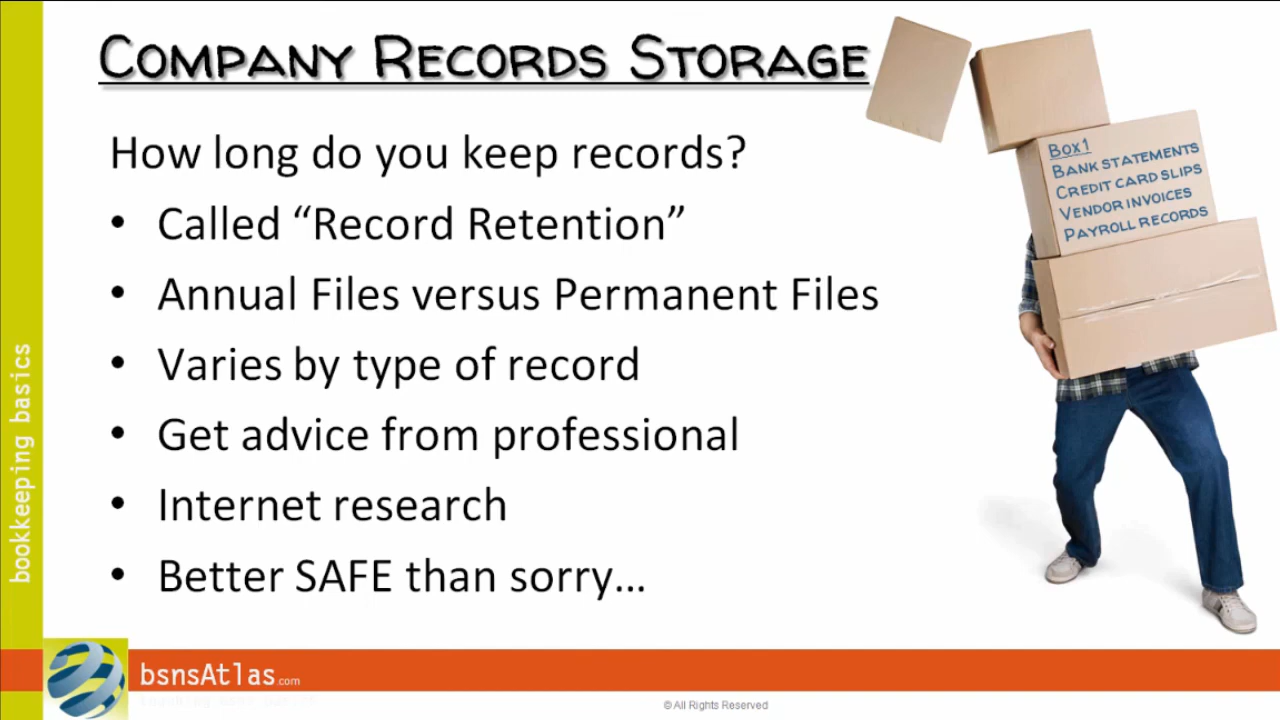 Company Records Storage
How long do you keep records?
• Called “Record Retention”
• Annual Files versus Permanent Files
• Varies by type of record
• Get advice from professional
• Internet research
• Better SAFE than sorry…
Box1
Bank Statements
Credit Card Slips
Vendor Invoices
Payroll Records
bookkeeping basics
bsnsAtlas.com
© All Rights Reserved